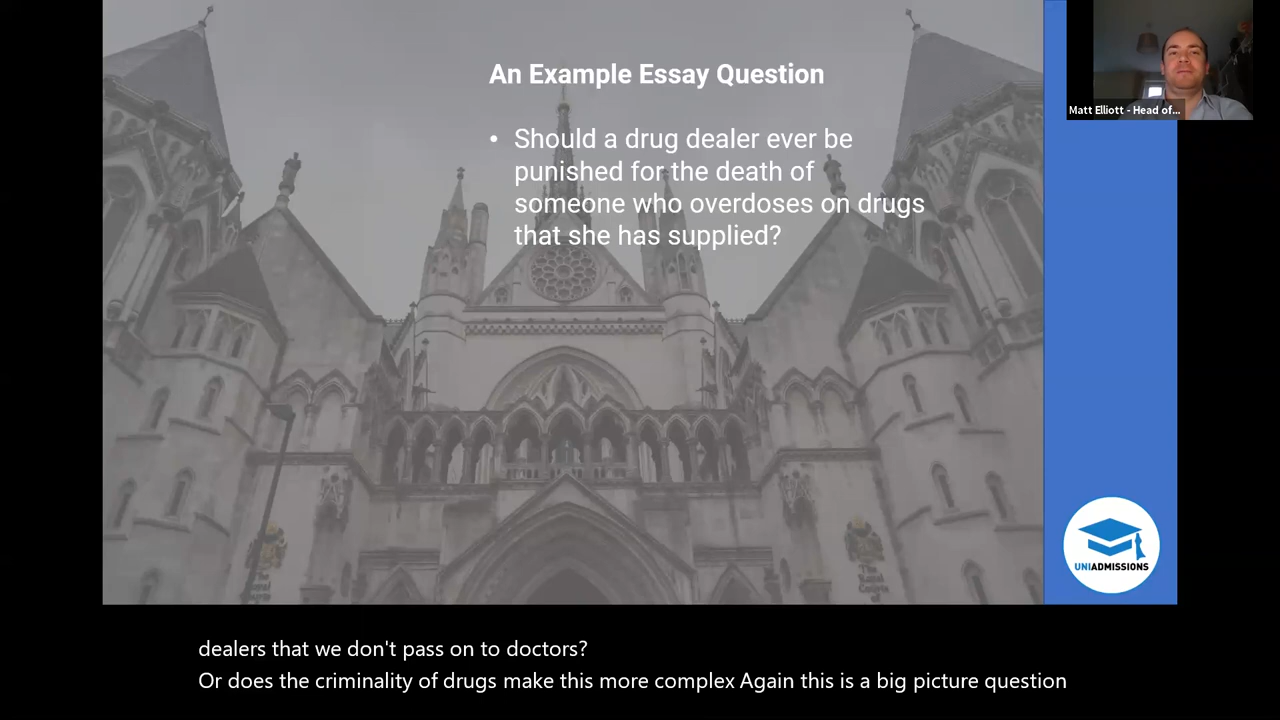 An Example Essay Question
• Should a drug dealer ever be
punished for the death of
someone who overdoses on drugs
that she has supplied?
Matt Elliott - Head of...
UNIADMISSIONS
dealers that we don't pass on to doctors?
Or does the criminality of drugs make this more complex Again this is a big picture question